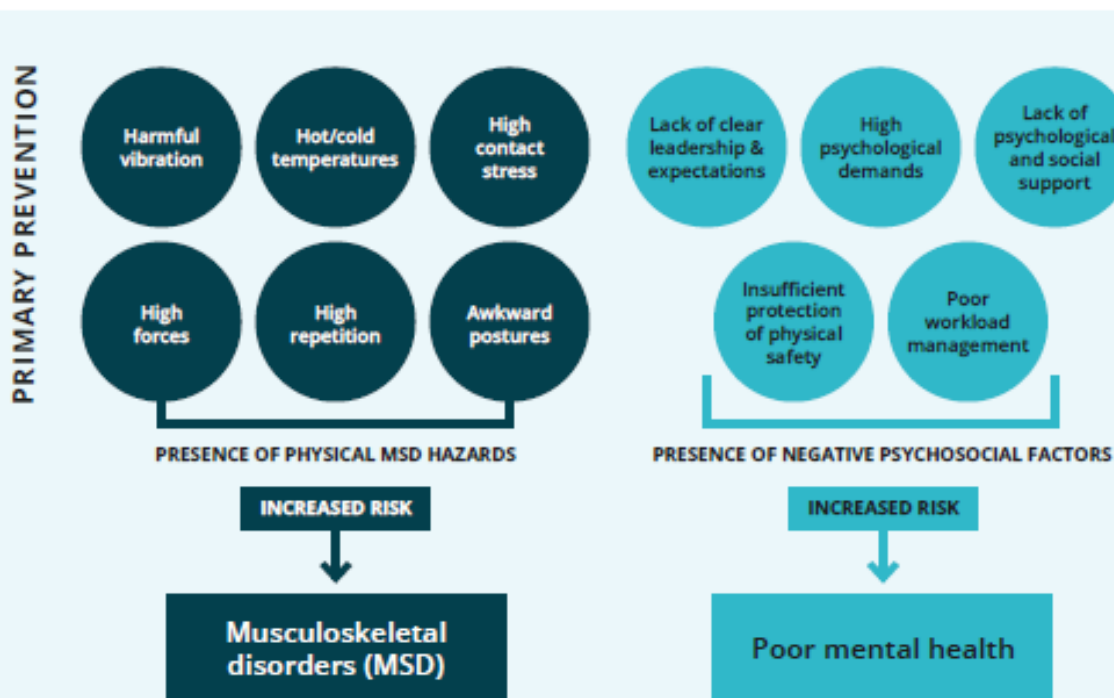 PRIMARY PREVENTION
Harmful
vibration
Hot/cold
temperatures
High
contact
stress
High
forces
High
repetition
Awkward
postures
PRESENCE OF PHYSICAL MSD HAZARDS
INCREASED RISK
Musculoskeletal
disorders (MSD)
Lack of clear
leadership &
expectations
High
psychological
demands
Lack of
psychological
and social
support
Insufficient
protection
of physical
safety
Poor
workload
management
PRESENCE OF NEGATIVE PSYCHOSOCIAL FACTORS
INCREASED RISK
Poor mental health